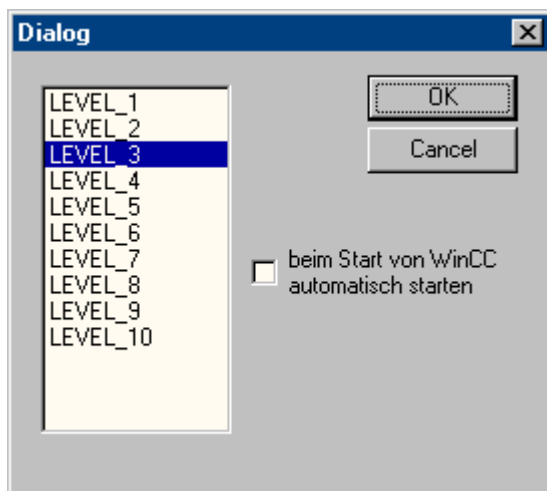 Dialog
LEVEL_1
LEVEL_2
LEVEL_3
LEVEL_4
LEVEL_5
LEVEL_6
LEVEL_7
LEVEL_8
LEVEL_9
LEVEL_10
OK
Cancel
beim Start von WinCC
automatisch starten